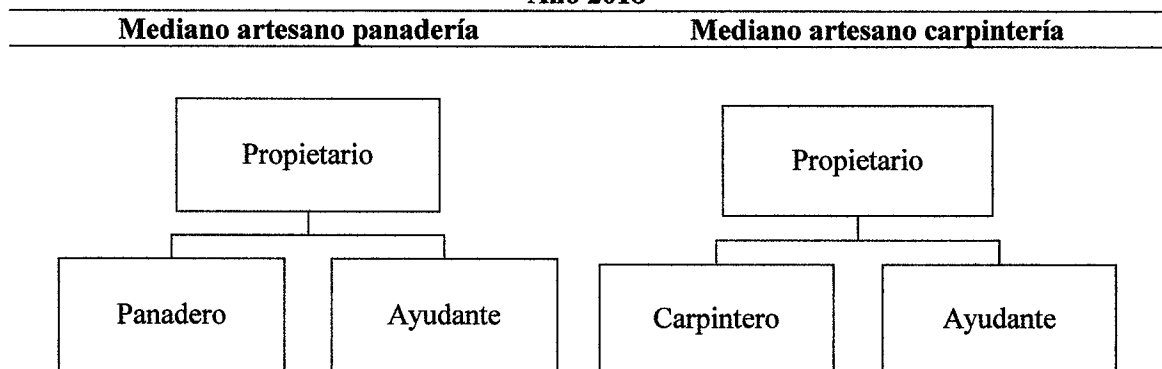 Mediano artesano panadería Mediano artesano carpintería
Propietario Propietario
Panadero Ayudante Carpintero Ayudante